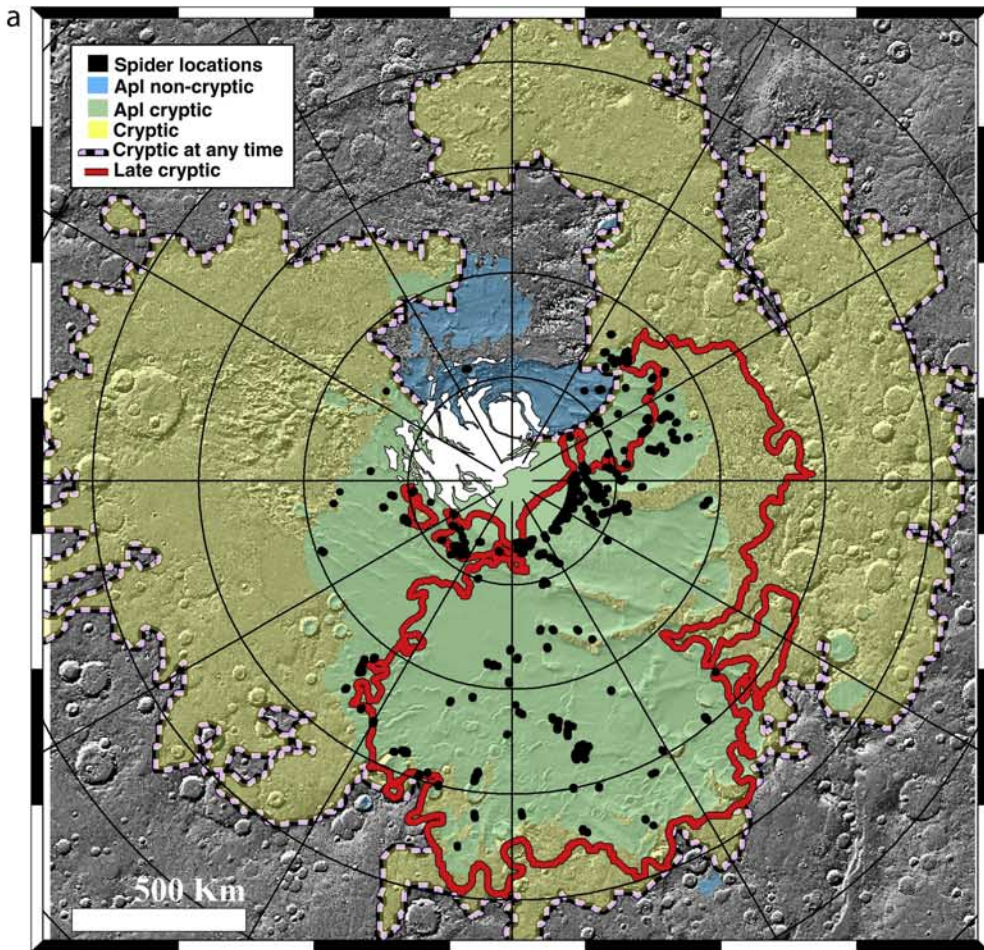 a
Spider locations
Apl non-cryptic
Apl cryptic
Cryptic
Cryptic at any time
Late cryptic
500 Km